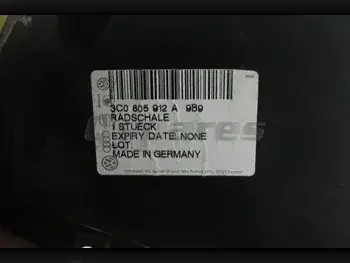 3C0 805 912 A 9B9
RADSCHALE
1 STUECK
EXPIRY DATE: NONE
LOT:
MADE IN GERMANY